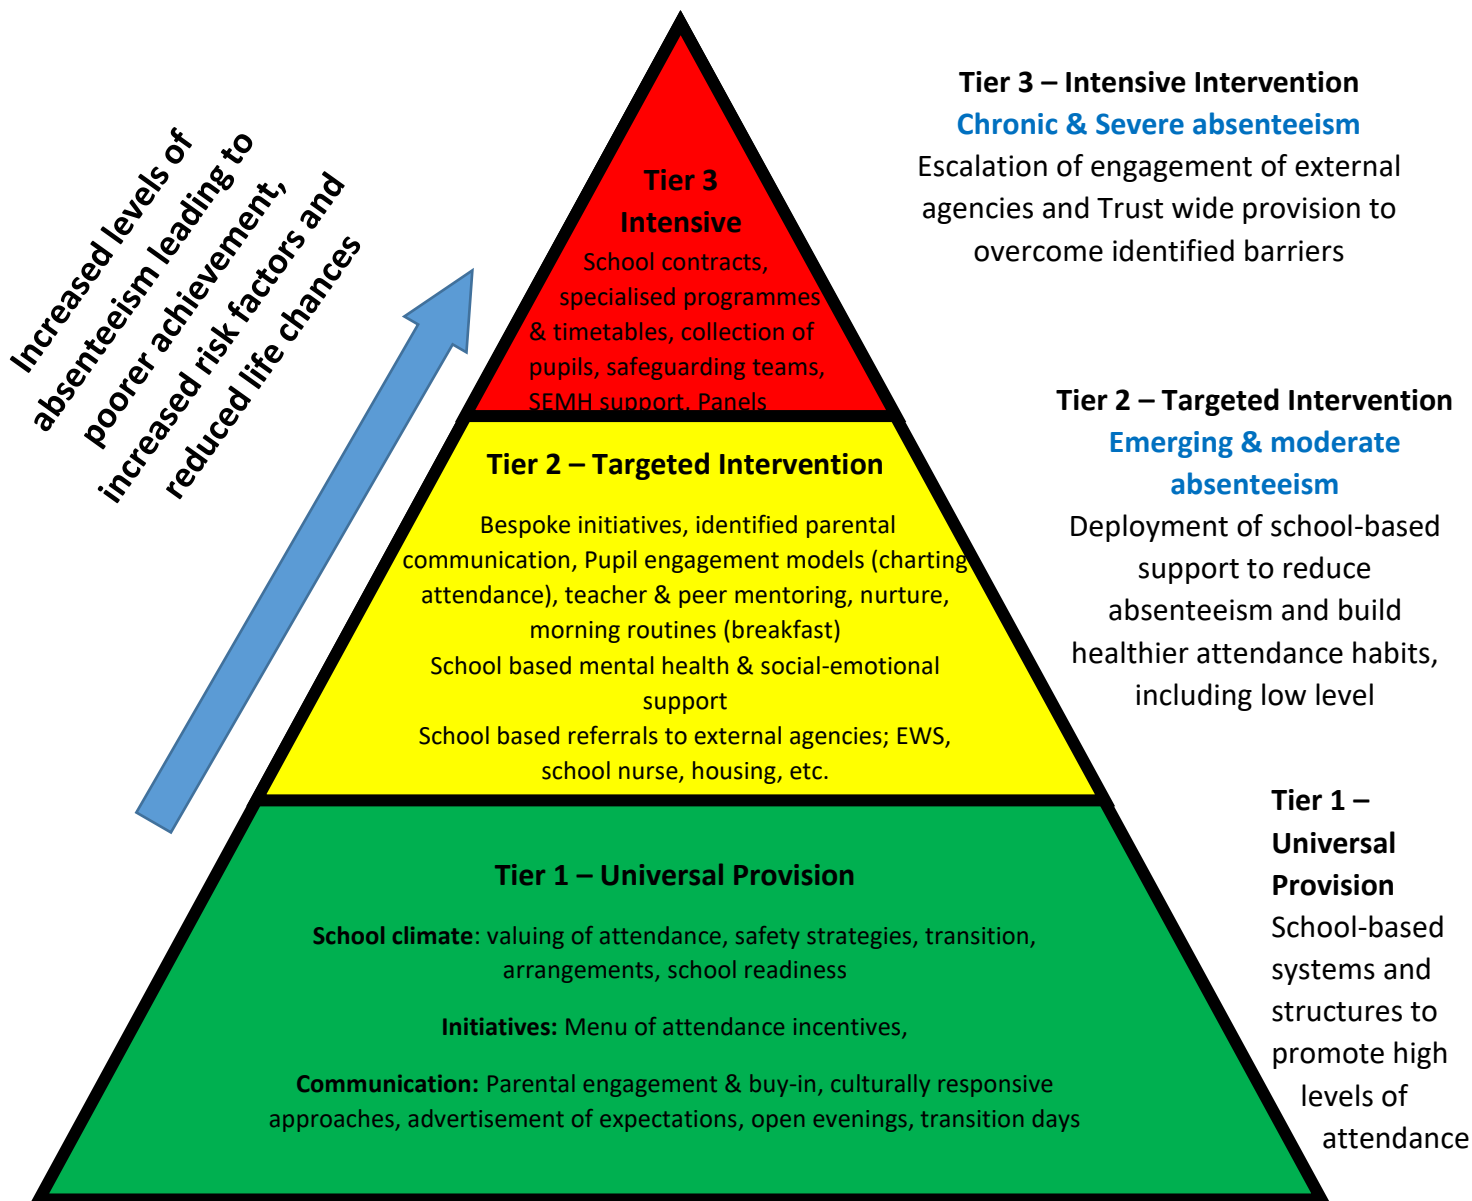 Increased levels of
absenteeism leading to
poorer achievement,
increased risk factors and
reduced life chances
Tier 3
Intensive
School contracts,
specialised programmes
& timetables, collection of
pupils, safeguarding teams,
SEMH support, Panels
Tier 3 – Intensive Intervention
Chronic & Severe absenteeism
Escalation of engagement of external
agencies and Trust wide provision to
overcome identified barriers
Tier 2 – Targeted Intervention
Bespoke initiatives, identified parental
communication, Pupil engagement models (charting
attendance), teacher & peer mentoring, nurture,
morning routines (breakfast)
School based mental health & social-emotional
support
School based referrals to external agencies; EWS,
school nurse, housing, etc.
Tier 2 – Targeted Intervention
Emerging & moderate
absenteeism
Deployment of school-based
support to reduce
absenteeism and build
healthier attendance habits,
including low level
Tier 1 – Universal Provision
School climate: valuing of attendance, safety strategies, transition,
arrangements, school readiness
Initiatives: Menu of attendance incentives,
Communication: Parental engagement & buy-in, culturally responsive
approaches, advertisement of expectations, open evenings, transition days
Tier 1 –
Universal
Provision
School-based
systems and
structures to
promote high
levels of
attendance